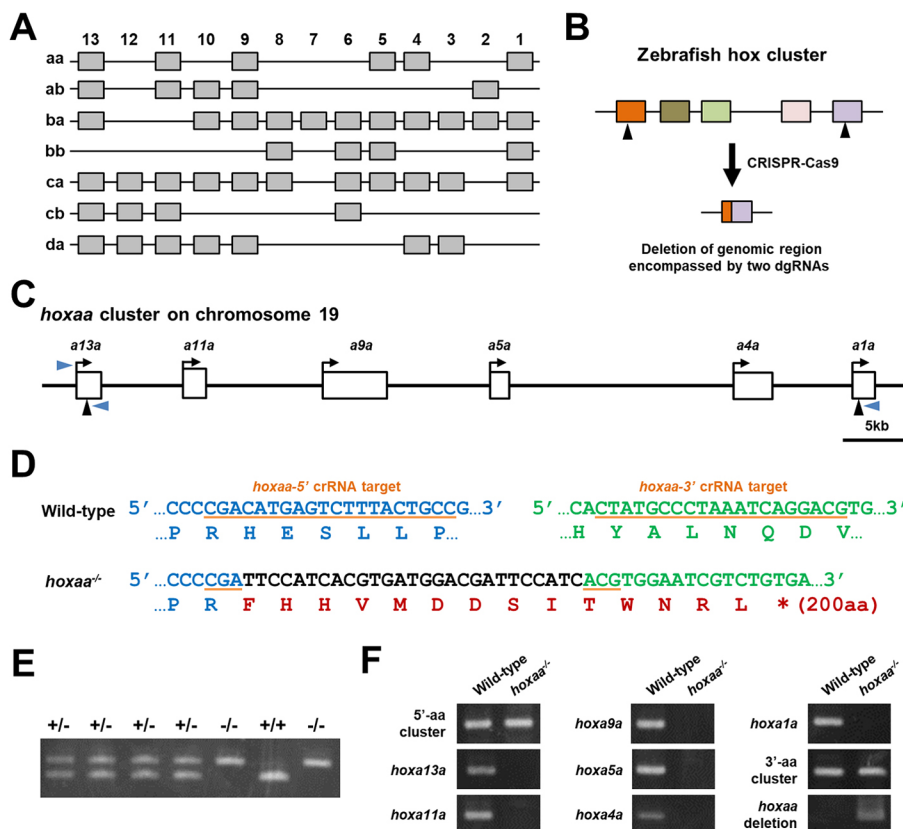 A
13 12 11 10 9 8 7 6 5 4 3 2 1
aa
ab
ba
bb
ca
cb
da
B
Zebrafish hox cluster
CRISPR-Cas9
Deletion of genomic region
encompassed by two dgRNAs
C
hoxaa cluster on chromosome 19
a13a a11a a9a a5a a4a a1a
5kb
D
hoxaa-5' crRNA target hoxaa-3' crRNA target
Wild-type 5′…CCCCGACATGAGTCTTTACTGCCG…3′ 5′…CACTATGCCCTAAATCAGGACGTG…3′
…P R H E S L L P… …H Y A L N Q D V…
hoxaa-/- 5′…CCCCGATTCCATCACGTGATGGACGATTCCATCACGTGGAATCGTCTGTGA…3′
…P R F H H V M D D S I T W N R L * (200aa)
E
+/- +/- +/- +/- -/- +/+ -/-
F
Wild-type hoxaa-/- Wild-type hoxaa-/- Wild-type hoxaa-/-
5'-aa
cluster
hoxa13a
hoxa11a
hoxa9a
hoxa5a
hoxa4a
hoxa1a
3'-aa
cluster
hoxaa
deletion